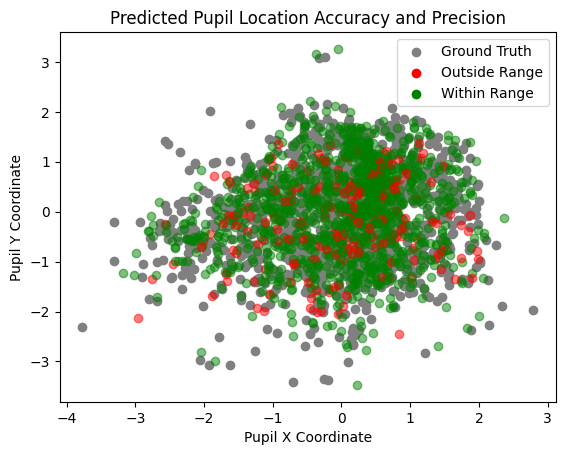 Predicted Pupil Location Accuracy and Precision
Ground Truth
Outside Range
Within Range
Pupil Y Coordinate
3
2
1
0
−1
−2
−3
−4
−3
−2
−1
0
1
2
3
Pupil X Coordinate